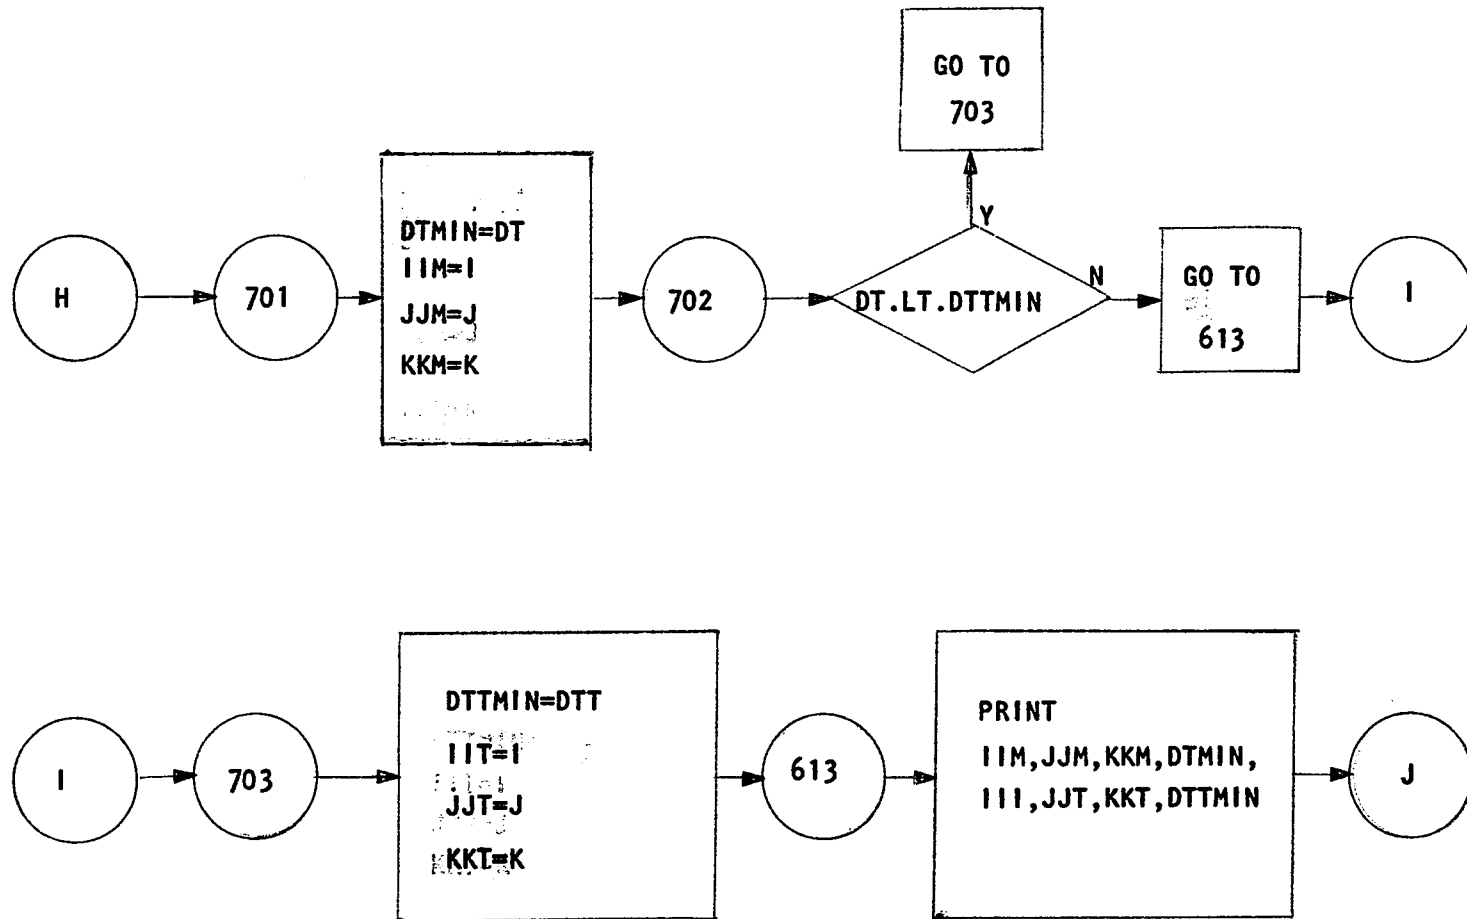 GO TO
703
H
701
DTMIN=DT
IIM=I
JJM=J
KKM=K
702
DT.LT.DTTMIN
Y
N
GO TO
613
I
I
703
DTTMIN=DTT
IIT=I
JJT=J
KKT=K
613
PRINT
IIM,JJM,KKM,DTMIN,
III,JJT,KKT,DTTMIN
J